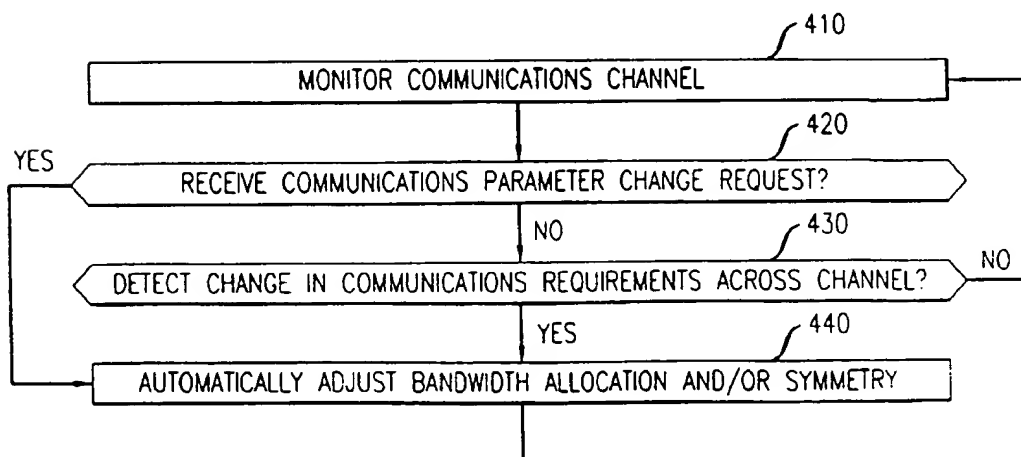 410
MONITOR COMMUNICATIONS CHANNEL
420
YES
RECEIVE COMMUNICATIONS PARAMETER CHANGE REQUEST?
NO
430
DETECT CHANGE IN COMMUNICATIONS REQUIREMENTS ACROSS CHANNEL?
NO
YES
440
AUTOMATICALLY ADJUST BANDWIDTH ALLOCATION AND/OR SYMMETRY